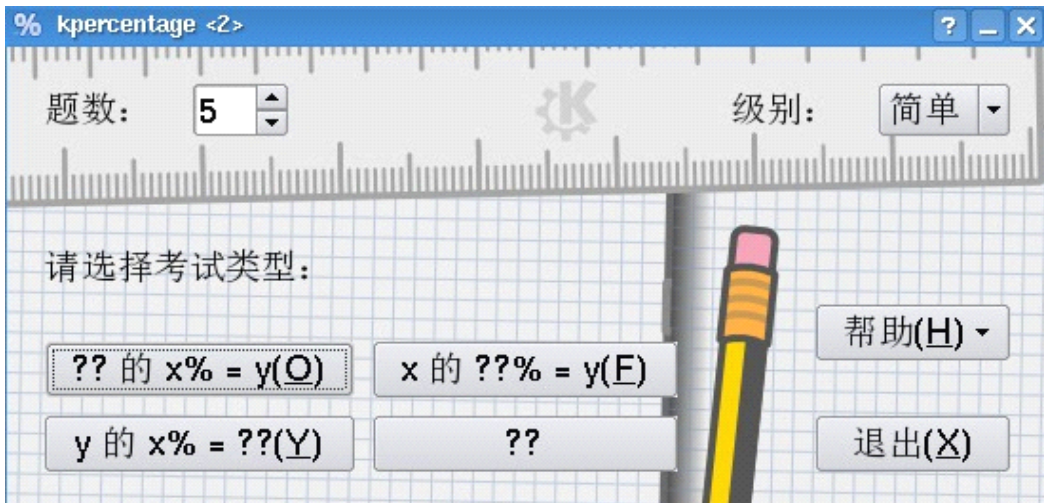 % kpercentage <2>
题数： 5 级别： 简单
请选择考试类型：
帮助(H)
?? 的 x% = y(O) x 的 ??% = y(F)
y 的 x% = ??(Y) ?? 退出(X)